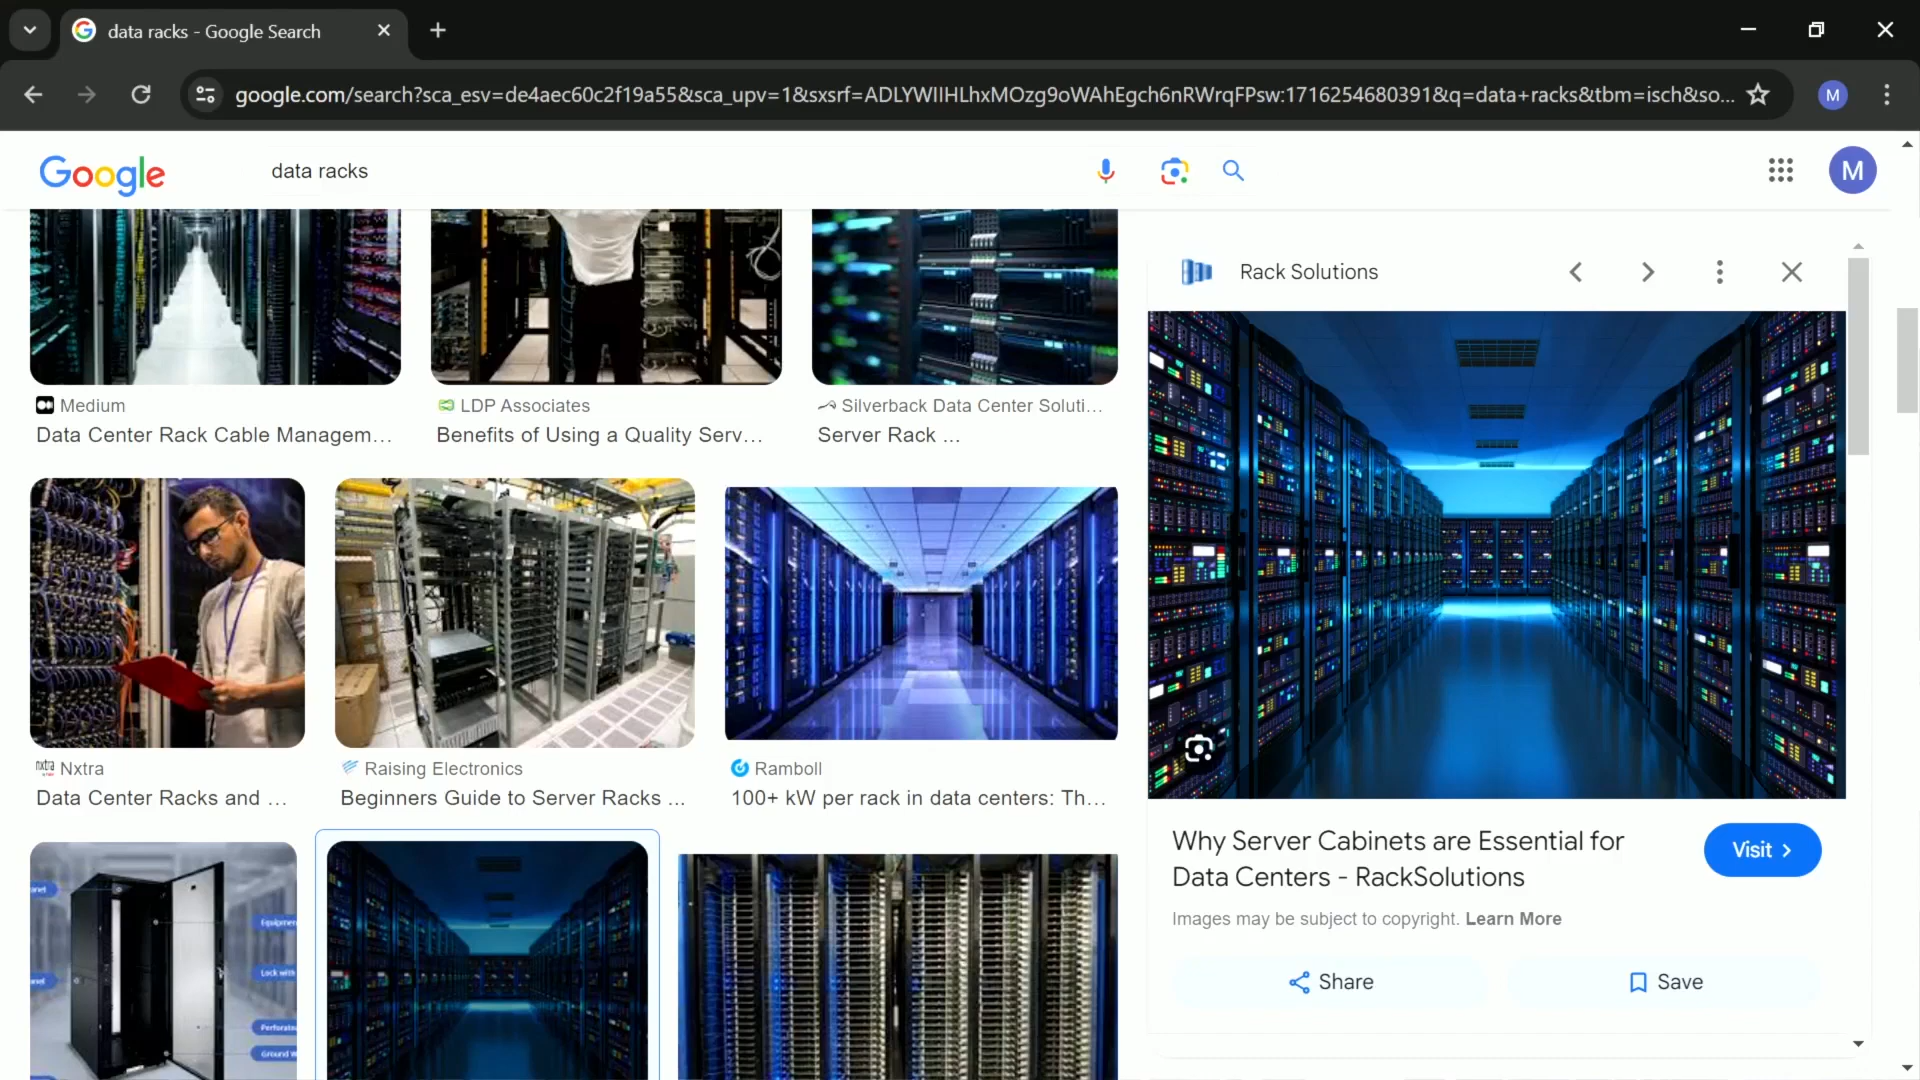 data racks - Google Search
google.com/search?sca_esv=de4aec60c2f19a55&sca_upv=1&sxsrf=ADLYWIIHLhxMOzg9oWAhEgch6nRWrqFPsw:1716254680391&q=data+racks&tbm=isch&so...
M
Google
data racks
M
Medium
Data Center Rack Cable Managem...
LDP Associates
Benefits of Using a Quality Serv...
Silverback Data Center Soluti...
Server Rack ...
Rack Solutions
nxtra
Nxtra
Data Center Racks and ...
Raising Electronics
Beginners Guide to Server Racks ...
Ramboll
100+ kW per rack in data centers: Th...
Why Server Cabinets are Essential for
Data Centers - RackSolutions
Visit
Images may be subject to copyright. Learn More
Share
Save
Lock with